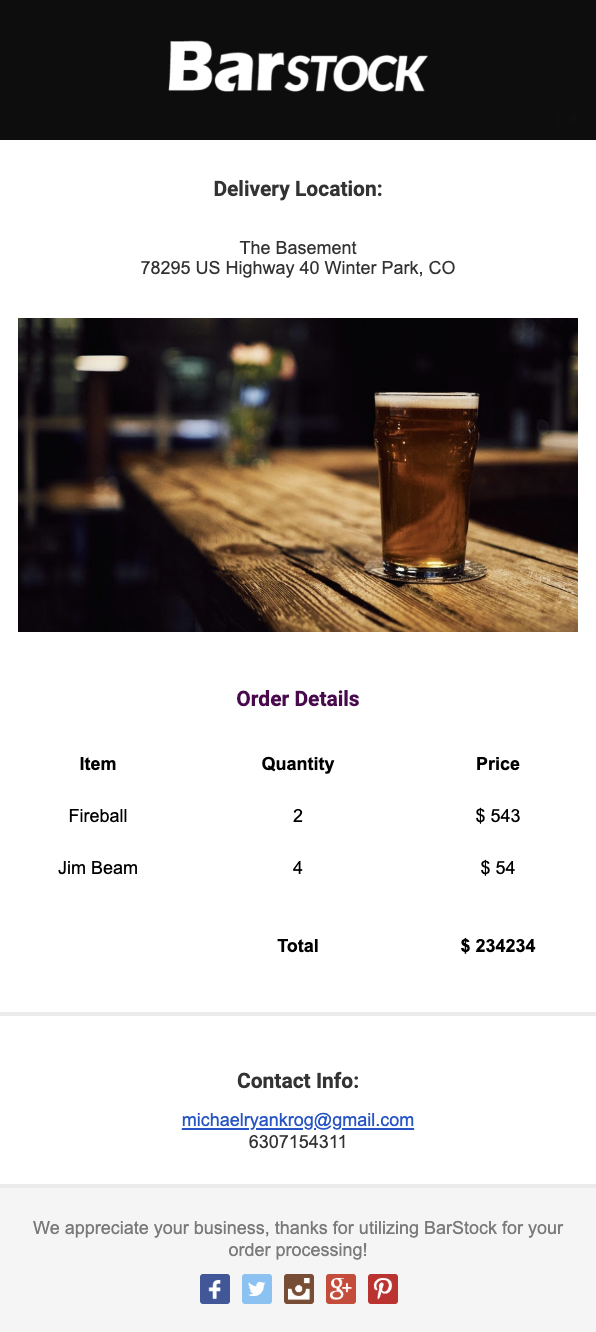 BarSTOCK
Delivery Location:
The Basement
78295 US Highway 40 Winter Park, CO
Order Details
Item Quantity Price
Fireball 2 $ 543
Jim Beam 4 $ 54
Total $ 234234
Contact Info:
michaelryankrog@gmail.com
6307154311
We appreciate your business, thanks for utilizing BarStock for your
order processing!